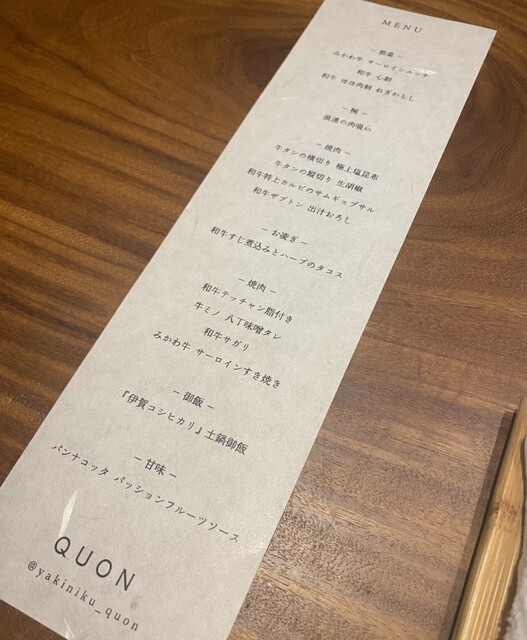 MENU
－前菜－
みかわ牛 サーロインユッケ
和牛 心刺
和牛 炙り肉刺 ねぎからし
－椀－
浪速の肉吸い
－焼肉－
牛タンの横切り 極上塩昆布
牛タンの縦切り 生胡椒
和牛特上カルビのサムギョプサル
和牛ザブトン 出汁おろし
－お凌ぎ－
和牛すじ煮込みとハーブのタコス
－焼肉－
和牛テッチャン脂付き
牛ミノ 八丁味噌タレ
和牛サガリ
みかわ牛 サーロインすき焼き
－御飯－
『伊賀コシヒカリ』土鍋御飯
－甘味－
パンナコッタ パッションフルーツソース
QUON
@yakiniku_quon